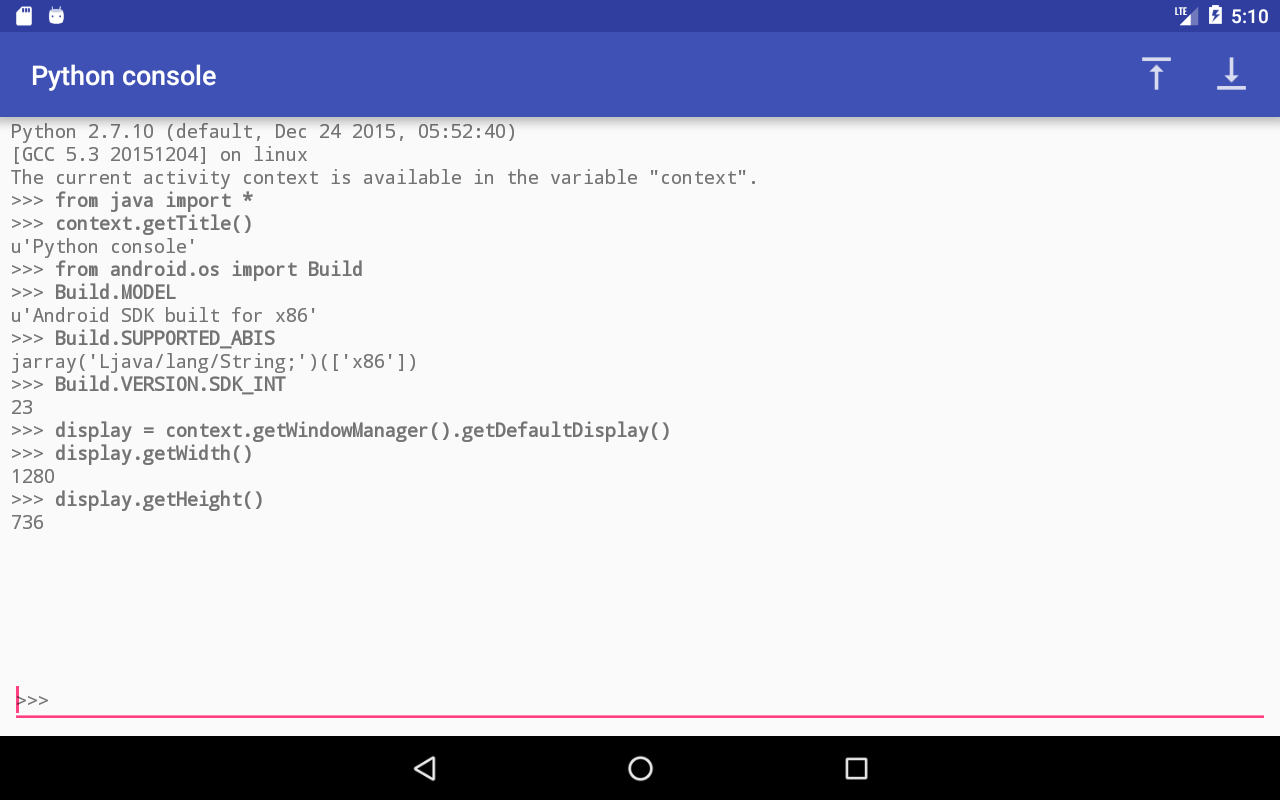 LTE 5:10
Python console
Python 2.7.10 (default, Dec 24 2015, 05:52:40)
[GCC 5.3 20151204] on linux
The current activity context is available in the variable "context".
>>> from java import *
>>> context.getTitle()
u'Python console'
>>> from android.os import Build
>>> Build.MODEL
u'Android SDK built for x86'
>>> Build.SUPPORTED_ABIS
jarray('Ljava/lang/String;')(['x86'])
>>> Build.VERSION.SDK_INT
23
>>> display = context.getWindowManager().getDefaultDisplay()
>>> display.getWidth()
1280
>>> display.getHeight()
736
>>>